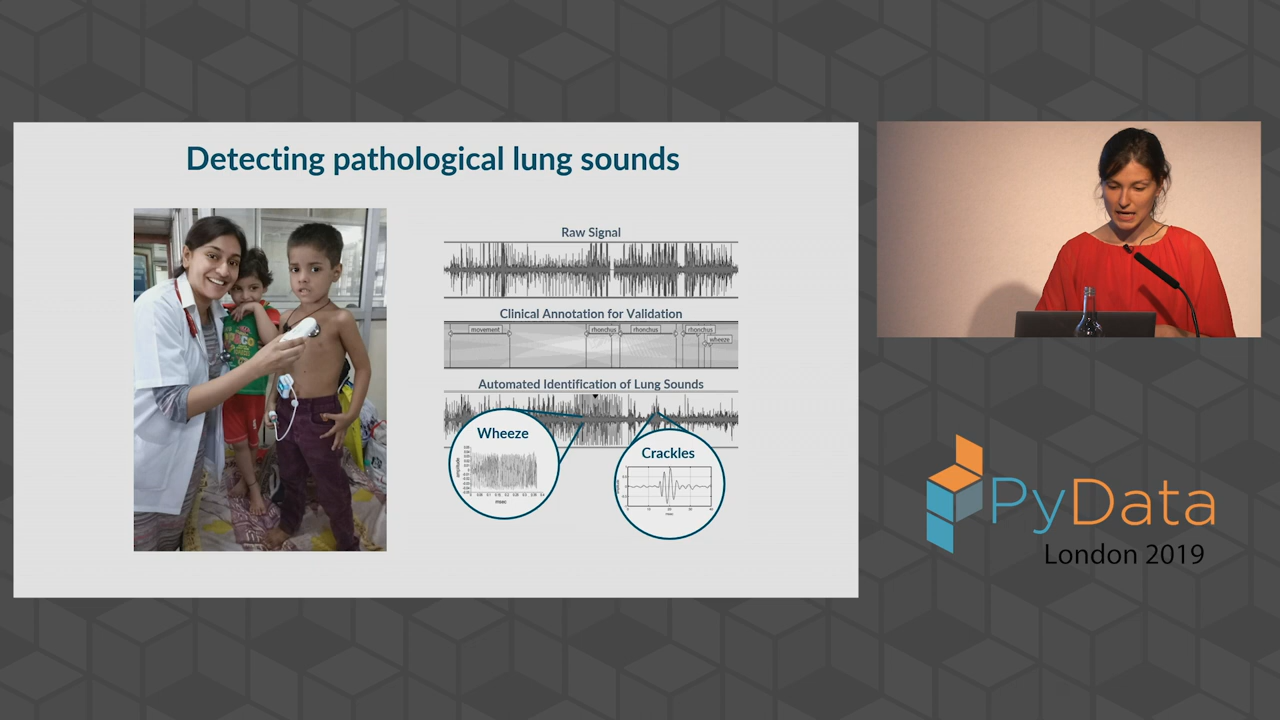 Detecting pathological lung sounds
Raw Signal
Clinical Annotation for Validation
movement
rhonchus
rhonchus
rhonchus
wheeze
Automated Identification of Lung Sounds
Wheeze
Crackles
PyData
London 2019